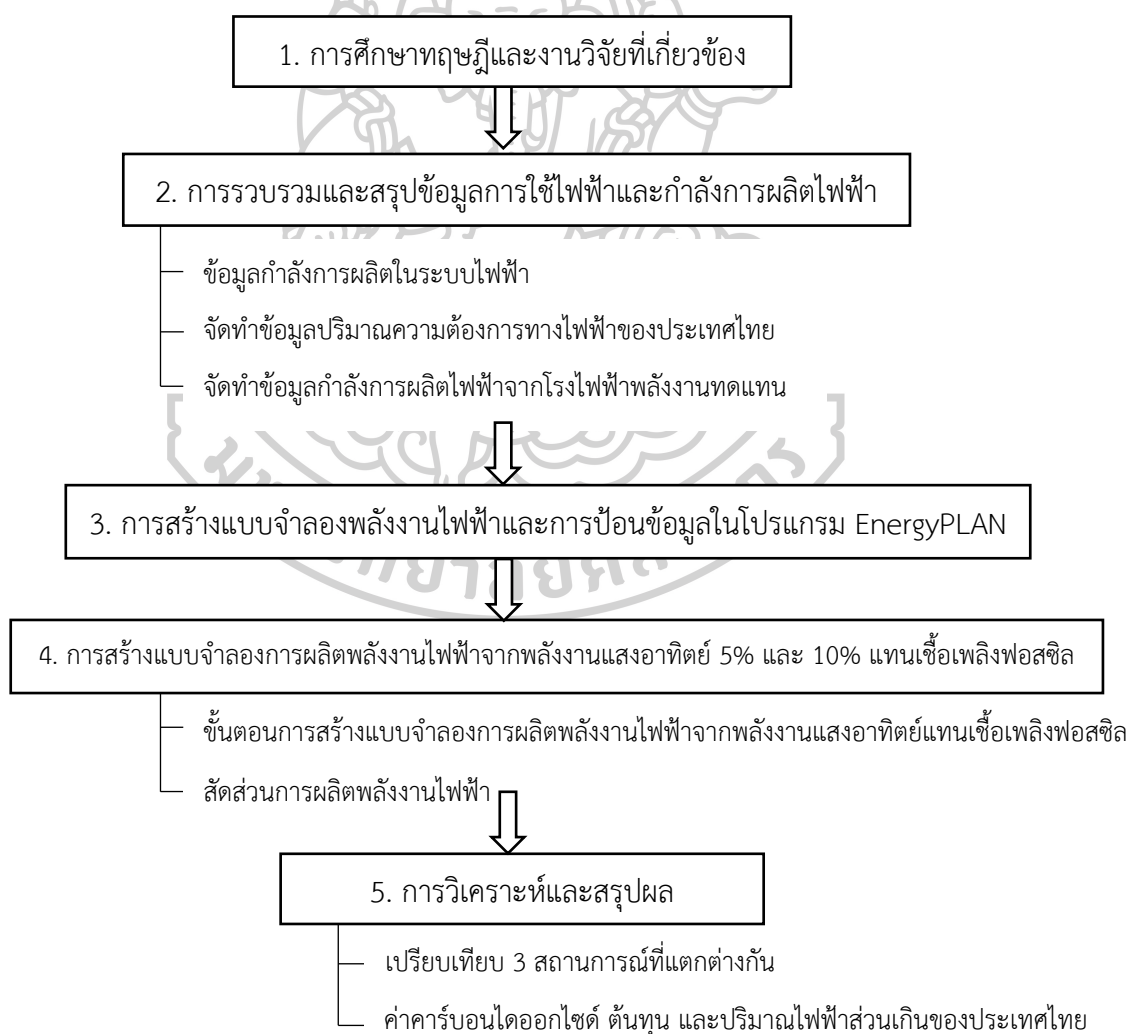 1. การศึกษาทฤษฎีและงานวิจัยที่เกี่ยวข้อง
2. การรวบรวมและสรุปข้อมูลการใช้ไฟฟ้าและกำลังการผลิตไฟฟ้า
ข้อมูลกำลังการผลิตในระบบไฟฟ้า
จัดทำข้อมูลปริมาณความต้องการทางไฟฟ้าของประเทศไทย
จัดทำข้อมูลกำลังการผลิตไฟฟ้าจากโรงไฟฟ้าพลังงานทดแทน
3. การสร้างแบบจำลองพลังงานไฟฟ้าและการป้อนข้อมูลในโปรแกรม EnergyPLAN
4. การสร้างแบบจำลองการผลิตพลังงานไฟฟ้าจากพลังงานแสงอาทิตย์ 5% และ 10% แทนเชื้อเพลิงฟอสซิล
ขั้นตอนการสร้างแบบจำลองการผลิตพลังงานไฟฟ้าจากพลังงานแสงอาทิตย์แทนเชื้อเพลิงฟอสซิล
สัดส่วนการผลิตพลังงานไฟฟ้า
5. การวิเคราะห์และสรุปผล
เปรียบเทียบ 3 สถานการณ์ที่แตกต่างกัน
ค่าคาร์บอนไดออกไซด์ ต้นทุน และปริมาณไฟฟ้าส่วนเกินของประเทศไทย